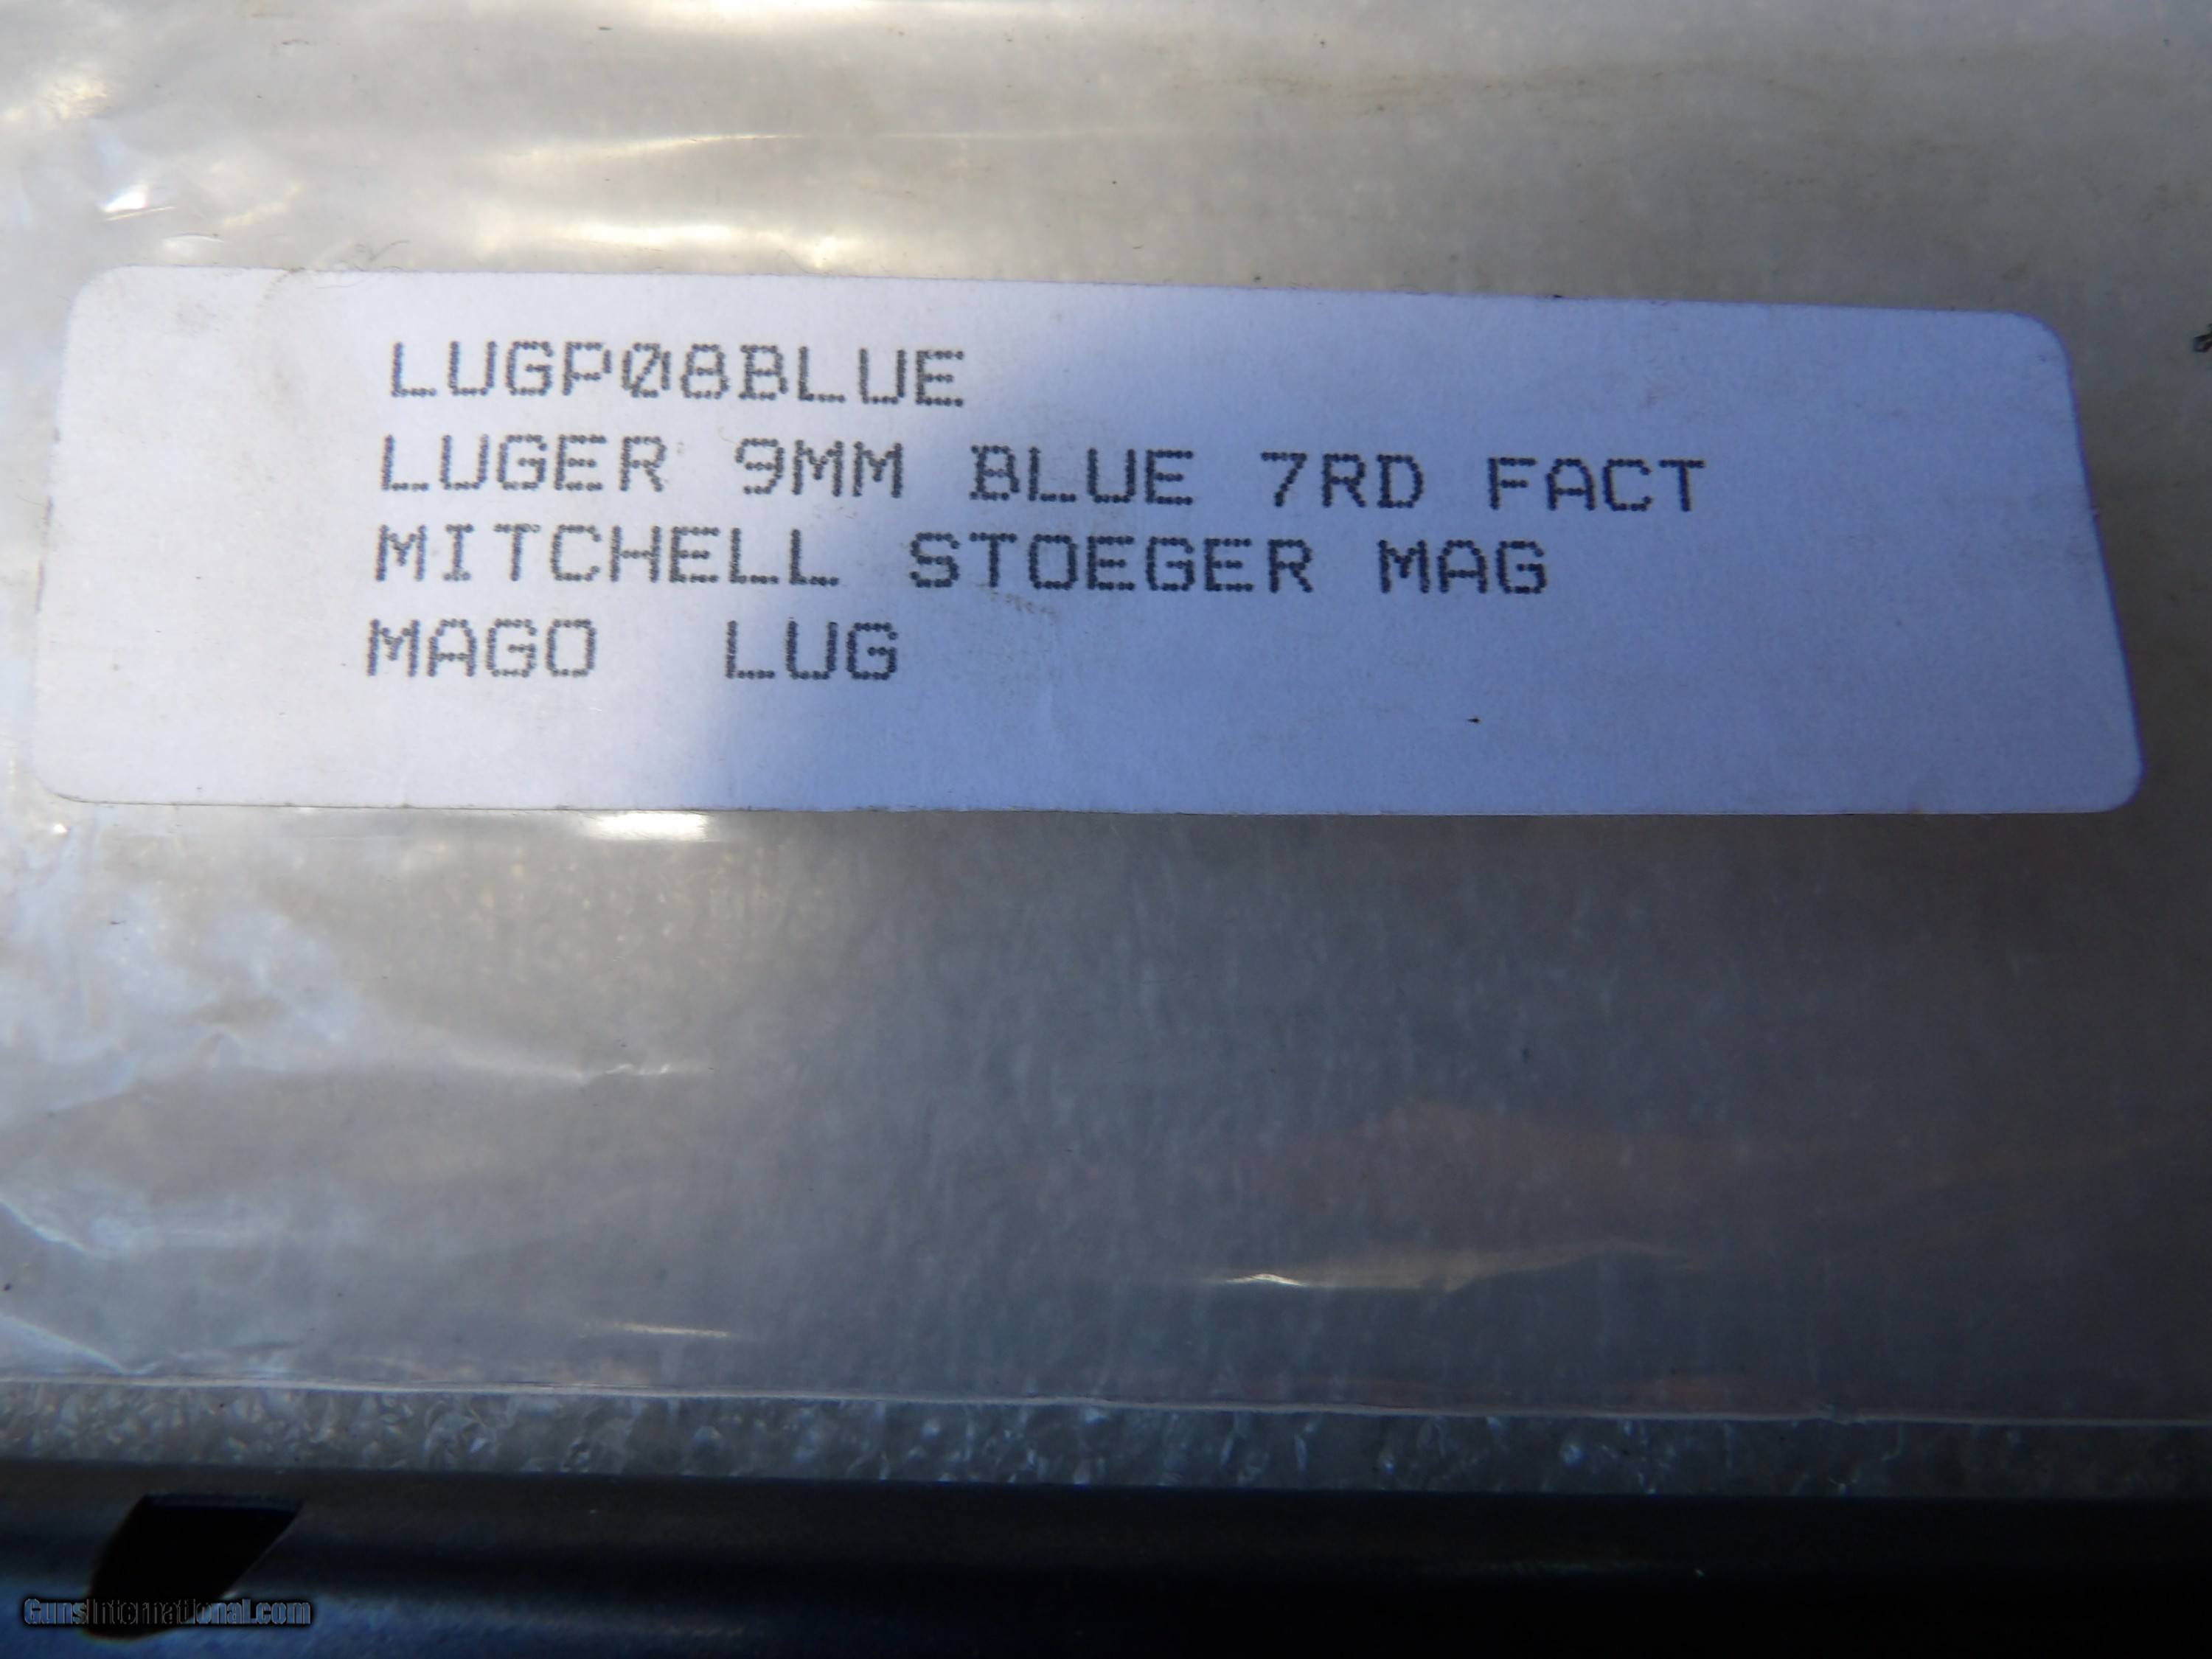 LUGP08BLUE
LUGER 9MM BLUE 7RD FACT
MITCHELL STOEGER MAG
MAGO LUG
GunsInternational.com